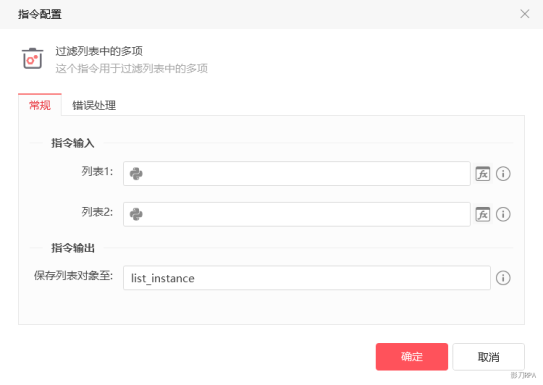 指令配置
过滤列表中的多项
这个指令用于过滤列表中的多项
常规 错误处理
指令输入
列表1:
列表2:
指令输出
保存列表对象至: list_instance
确定 取消
影刀RPA